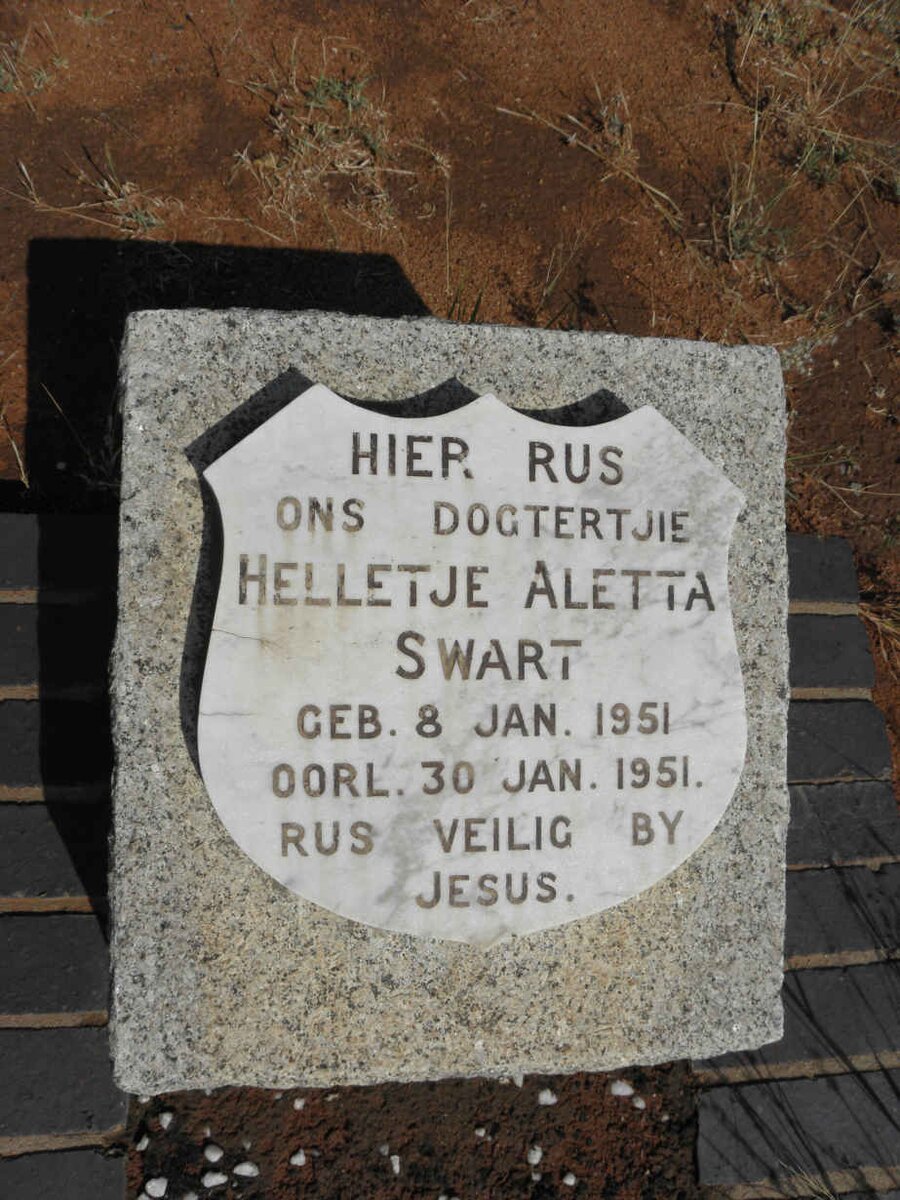 HIER RUS
ONS DOGTERTJIE
HELLETJE ALETTA
SWART
GEB. 8 JAN. 1951
OORL. 30 JAN. 1951.
RUS VEILIG BY
JESUS.